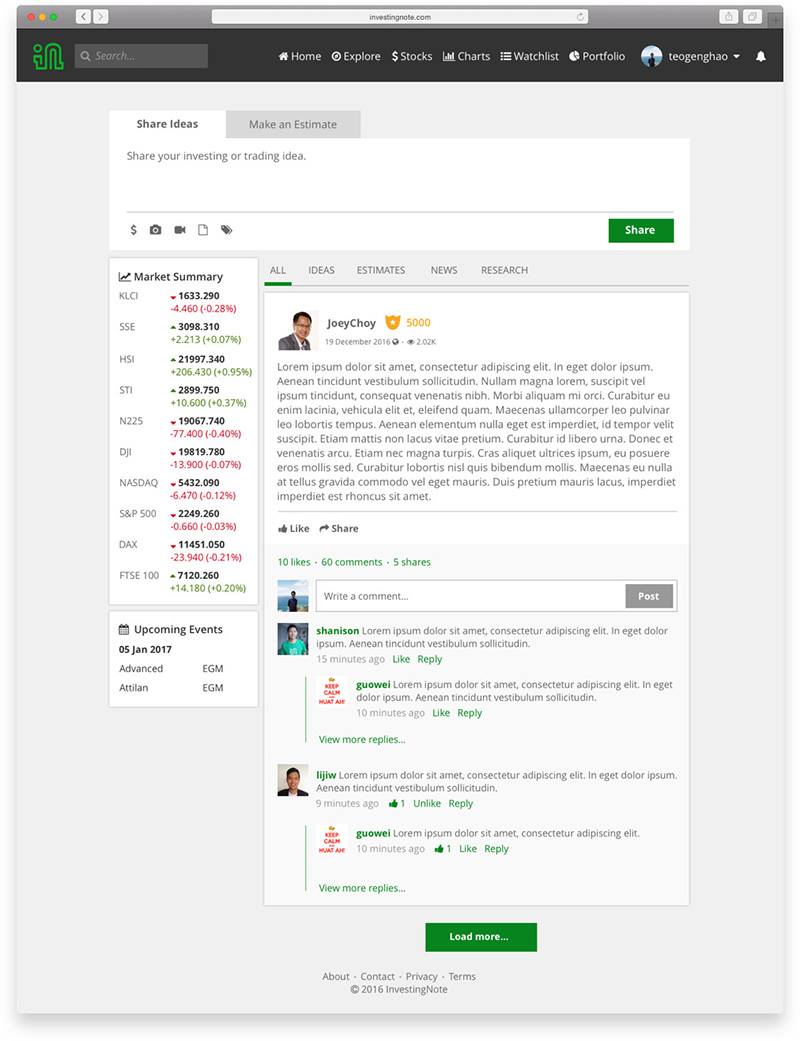 investingnote.com
in
Search...
Home
Explore
$ Stocks
Charts
Watchlist
Portfolio
teogenghao
Share Ideas
Make an Estimate
Share your investing or trading idea.
$
Share
Market Summary
KLCI 1633.290
-4.460 (-0.28%)
SSE 3098.310
+2.213 (+0.07%)
HSI 21997.340
+206.430 (+0.95%)
STI 2899.750
+10.600 (+0.37%)
N225 19067.740
-77.400 (-0.40%)
DJI 19819.780
-13.900 (-0.07%)
NASDAQ 5432.090
-6.470 (-0.12%)
S&P 500 2249.260
-0.660 (-0.03%)
DAX 11451.050
-23.940 (-0.21%)
FTSE 100 7120.260
+14.180 (+0.20%)
Upcoming Events
05 Jan 2017
Advanced EGM
Attilan EGM
ALL IDEAS ESTIMATES NEWS RESEARCH
JoeyChoy 5000
19 December 2016 · 2.02K
Lorem ipsum dolor sit amet, consectetur adipiscing elit. In eget dolor ipsum.
Aenean tincidunt vestibulum sollicitudin. Nullam magna lorem, suscipit vel
ipsum tincidunt, consequat venenatis nibh. Morbi aliquam mi orci. Curabitur eu
enim lacinia, vehicula elit et, eleifend quam. Maecenas ullamcorper leo pulvinar
leo lobortis tempus. Aenean elementum nulla eget est imperdiet, id tempor velit
suscipit. Etiam mattis non lacus vitae pretium. Curabitur id libero urna. Donec et
venenatis arcu. Etiam nec magna turpis. Cras aliquet ultrices ipsum, eu posuere
eros mollis sed. Curabitur lobortis nisl quis bibendum mollis. Maecenas eu nulla
at tellus gravida commodo vel eget mauris. Duis pretium mauris lacus, imperdiet
imperdiet est rhoncus sit amet.
Like Share
10 likes · 60 comments · 5 shares
Write a comment...
Post
shanison Lorem ipsum dolor sit amet, consectetur adipiscing elit. In eget dolor
ipsum. Aenean tincidunt vestibulum sollicitudin.
15 minutes ago Like Reply
KEEP
CALM
AND
HUAT AH!
guowei Lorem ipsum dolor sit amet, consectetur adipiscing elit. In eget
dolor ipsum. Aenean tincidunt vestibulum sollicitudin.
10 minutes ago Like Reply
View more replies...
lijiw Lorem ipsum dolor sit amet, consectetur adipiscing elit. In eget dolor ipsum.
Aenean tincidunt vestibulum sollicitudin.
9 minutes ago 1 Unlike Reply
KEEP
CALM
AND
HUAT AH!
guowei Lorem ipsum dolor sit amet, consectetur adipiscing elit.
10 minutes ago 1 Like Reply
View more replies...
Load more...
About · Contact · Privacy · Terms
© 2016 InvestingNote